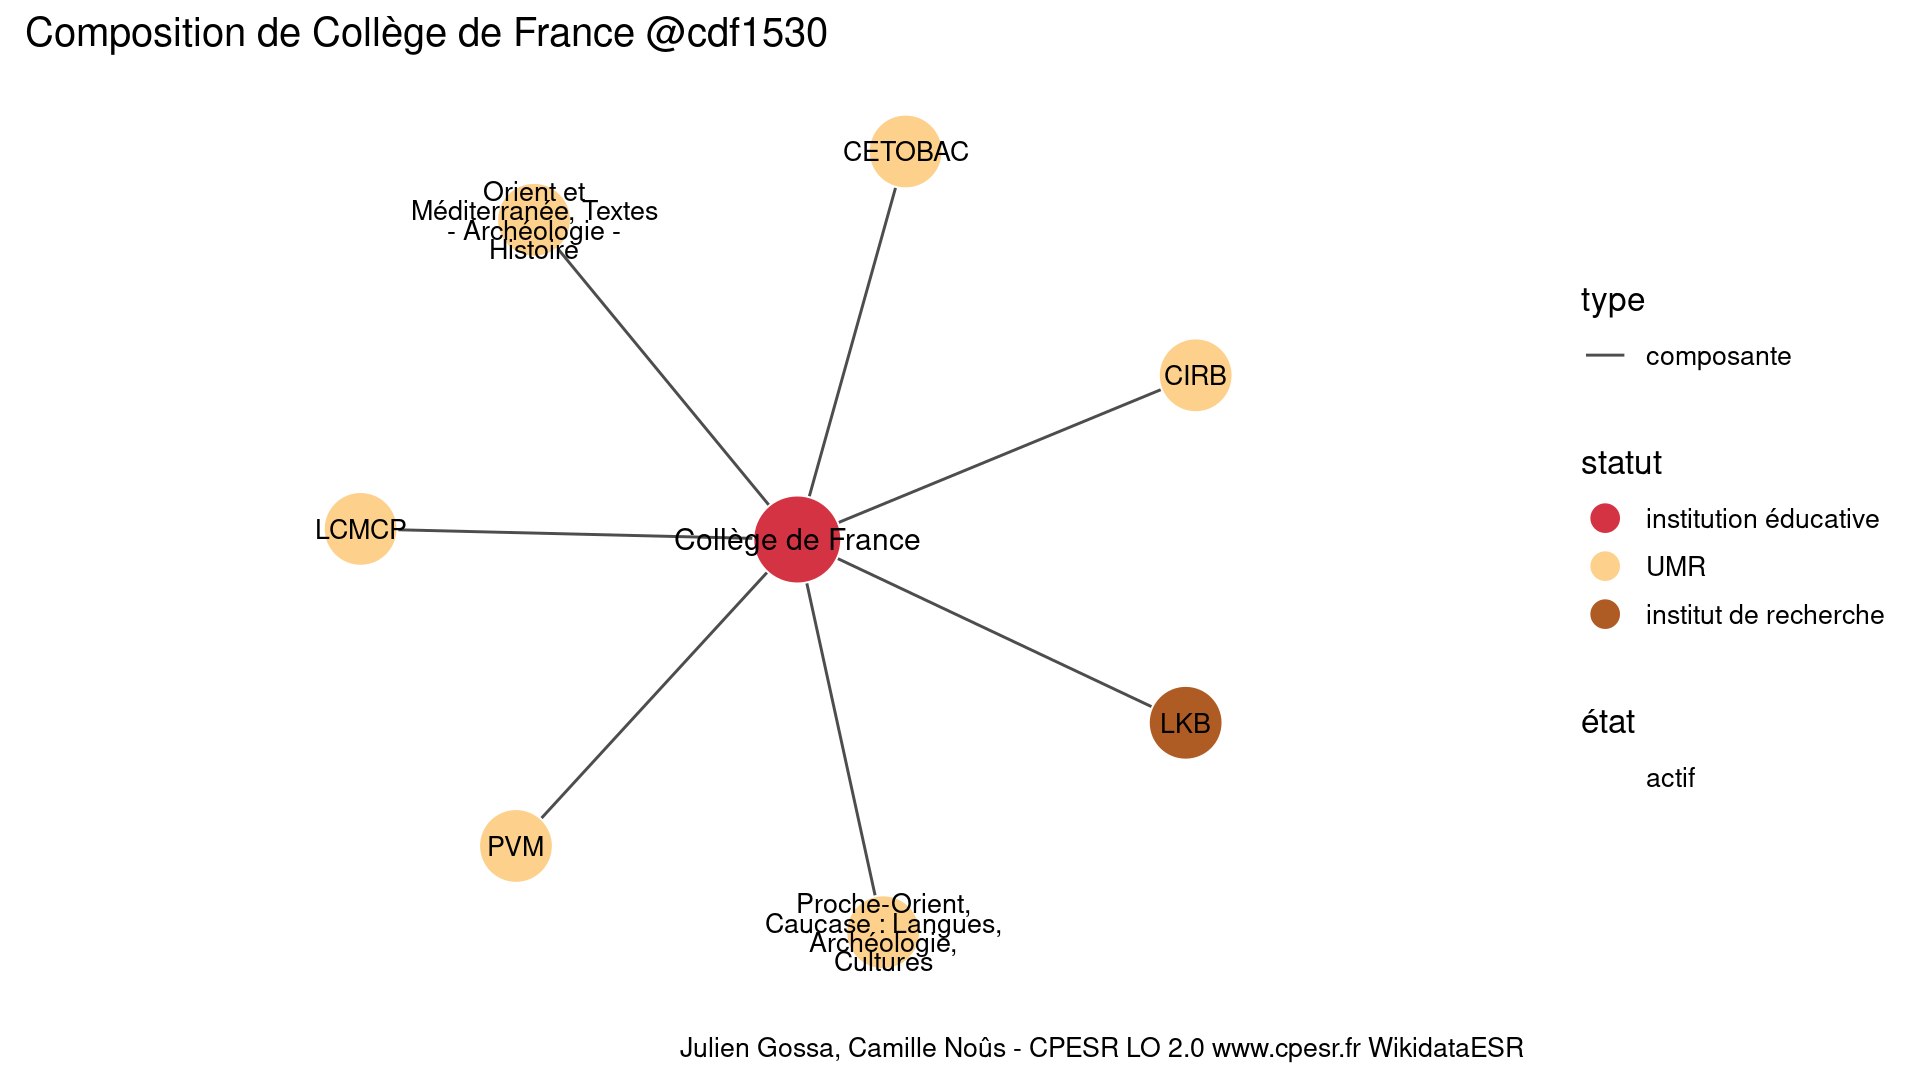 Composition de Collège de France @cdf1530
CETOBAC
Orient et
Méditerranée, Textes
- Archéologie -
Histoire
CIRB
LCMCP
Collège de France
LKB
PVM
Proche-Orient,
Caucase : Langues,
Archéologie,
Cultures
type
composante
statut
institution éducative
UMR
institut de recherche
état
actif
Julien Gossa, Camille Noûs - CPESR LO 2.0 www.cpesr.fr WikidataESR